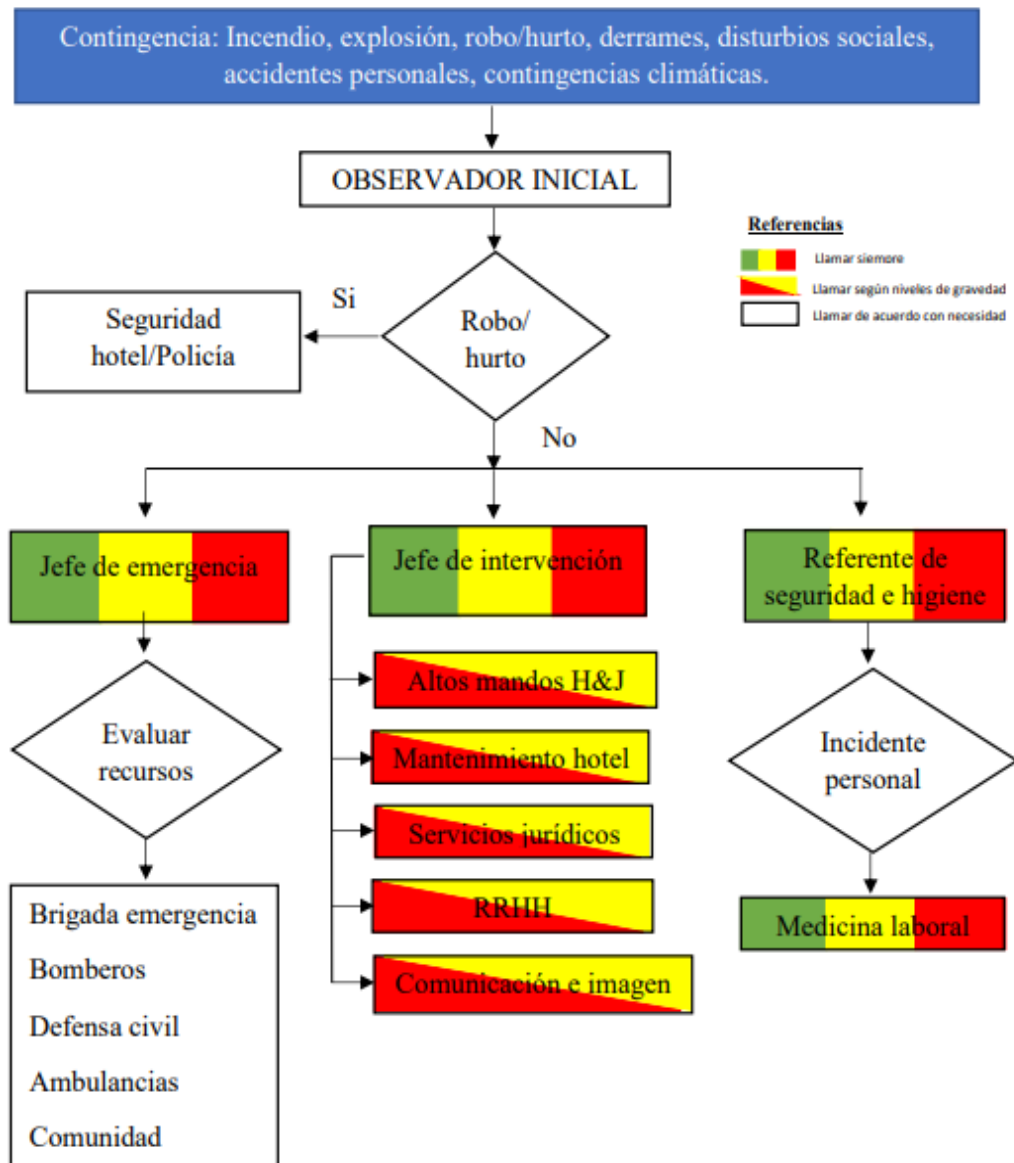 Contingencia: Incendio, explosión, robo/hurto, derrames, disturbios sociales,
accidentes personales, contingencias climáticas.
OBSERVADOR INICIAL
Referencias
Llamar siemore
Llamar según niveles de gravedad
Llamar de acuerdo con necesidad
Si
Seguridad
hotel/Policía
Robo/
hurto
No
Jefe de emergencia
Jefe de intervención
Referente de
seguridad e higiene
Evaluar
recursos
Altos mandos H&J
Mantenimiento hotel
Servicios jurídicos
RRHH
Comunicación e imagen
Incidente
personal
Medicina laboral
Brigada emergencia
Bomberos
Defensa civil
Ambulancias
Comunidad